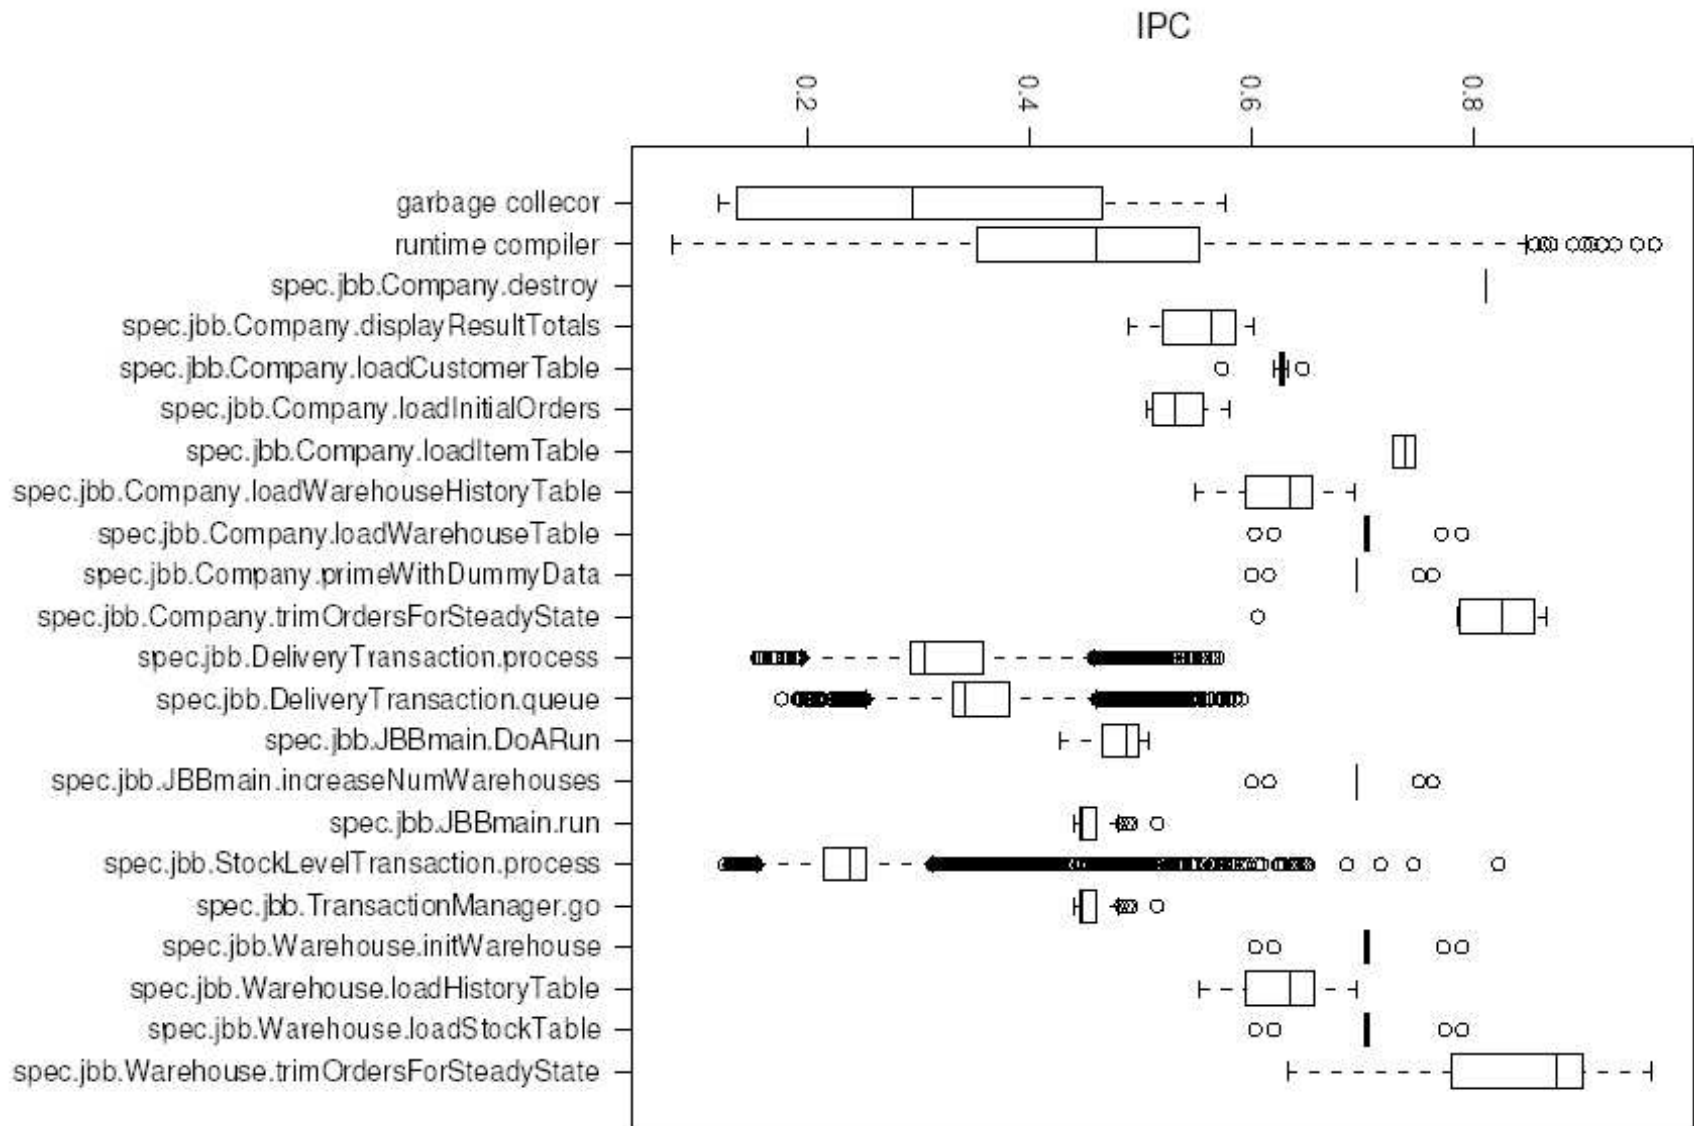 IPC
0.2
0.4
0.6
0.8
garbage collecor
runtime compiler
spec.jbb.Company.destroy
spec.jbb.Company.displayResultTotals
spec.jbb.Company.loadCustomerTable
spec.jbb.Company.loadInitialOrders
spec.jbb.Company.loadItemTable
spec.jbb.Company.loadWarehouseHistoryTable
spec.jbb.Company.loadWarehouseTable
spec.jbb.Company.primeWithDummyData
spec.jbb.Company.trimOrdersForSteadyState
spec.jbb.DeliveryTransaction.process
spec.jbb.DeliveryTransaction.queue
spec.jbb.JBBmain.DoARun
spec.jbb.JBBmain.increaseNumWarehouses
spec.jbb.JBBmain.run
spec.jbb.StockLevelTransaction.process
spec.jbb.TransactionManager.go
spec.jbb.Warehouse.initWarehouse
spec.jbb.Warehouse.loadHistoryTable
spec.jbb.Warehouse.loadStockTable
spec.jbb.Warehouse.trimOrdersForSteadyState